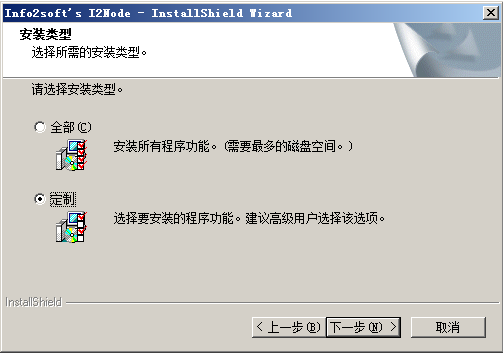 Info2soft's I2Node - InstallShield Wizard
安装类型
选择所需的安装类型。
请选择安装类型。
全部(C)
安装所有程序功能。(需要最多的磁盘空间。)
定制
选择要安装的程序功能。建议高级用户选择该选项。
InstallShield
< 上一步(B) 下一步(N) > 取消